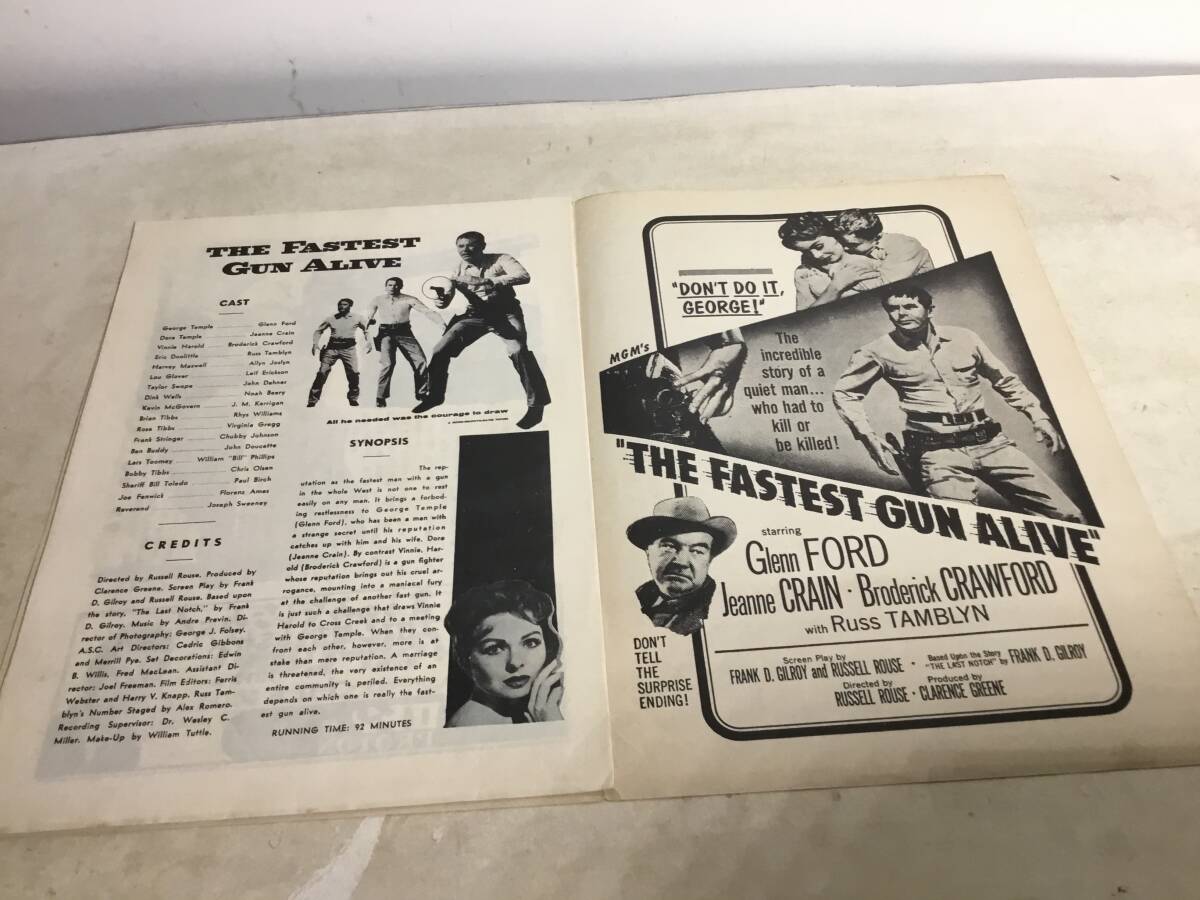 THE FASTEST
GUN ALIVE
CAST
George Temple Glenn Ford
Dora Temple Jeanne Crain
Vinnie Harold Broderick Crawford
Eric Doolittle Russ Tamblyn
Harvey Maxwell Allyn Joslyn
Lou Glover Leif Erickson
Taylor Swope John Dehner
Dink Wells Noah Beery
Kevin McGovern J. M. Kerrigan
Brian Tibbs Rhys Williams
Rose Tibbs Virginia Gregg
Frank Stringer Chubby Johnson
Ben Buddy John Doucette
Lars Toomey William "Bill" Phillips
Bobby Tibbs Chris Olsen
Sheriff Bill Toledo Paul Birch
Joe Fenwick Florenz Ames
Reverend Joseph Sweeney
CREDITS
Directed by Russell Rouse. Produced by
Clarence Greene. Screen Play by Frank
D. Gilroy and Russell Rouse. Based upon
the story, "The Last Notch," by Frank
D. Gilroy. Music by Andre Previn. Di-
rector of Photography: George J. Folsey,
A.S.C. Art Directors: Cedric Gibbons
and Merrill Pye. Set Decorations: Edwin
B. Willis, Fred MacLean. Assistant Di-
rector: Joel Freeman. Film Editors: Ferris
Webster and Harry V. Knapp. Russ Tam-
blyn's Number Staged by Alex Romero.
Recording Supervisor: Dr. Wesley C.
Miller. Make-Up by William Tuttle.
All he needed was the courage to draw
SYNOPSIS
The rep-
utation as the fastest man with a gun
in the whole West is not one to rest
easily on any man. It brings a forbod-
ing restlessness to George Temple
(Glenn Ford), who has been a man with
a strange secret until his reputation
catches up with him and his wife, Dora
(Jeanne Crain). By contrast Vinnie, Har-
old (Broderick Crawford) is a gun fighter
whose reputation brings out his cruel ar-
rogance, mounting into a maniacal fury
at the challenge of another fast gun. It
is just such a challenge that draws Vinnie
Harold to Cross Creek and to a meeting
with George Temple. When they con-
front each other, however, more is at
stake than mere reputation. A marriage
is threatened, the very existence of an
entire community is periled. Everything
depends on which one is really the fast-
est gun alive.
RUNNING TIME: 92 MINUTES
"DON'T DO IT,
GEORGE!"
MGM's
The
incredible
story of a
quiet man...
who had to
kill or
be killed!
"THE FASTEST GUN ALIVE"
starring
Glenn FORD
Jeanne CRAIN · Broderick CRAWFORD
with Russ TAMBLYN
DON'T
TELL
THE
SURPRISE
ENDING!
Screen Play by
FRANK D. GILROY and RUSSELL ROUSE ·
Based Upon the Story
"THE LAST NOTCH" by FRANK D. GILROY
Directed by
RUSSELL ROUSE ·
Produced by
CLARENCE GREENE